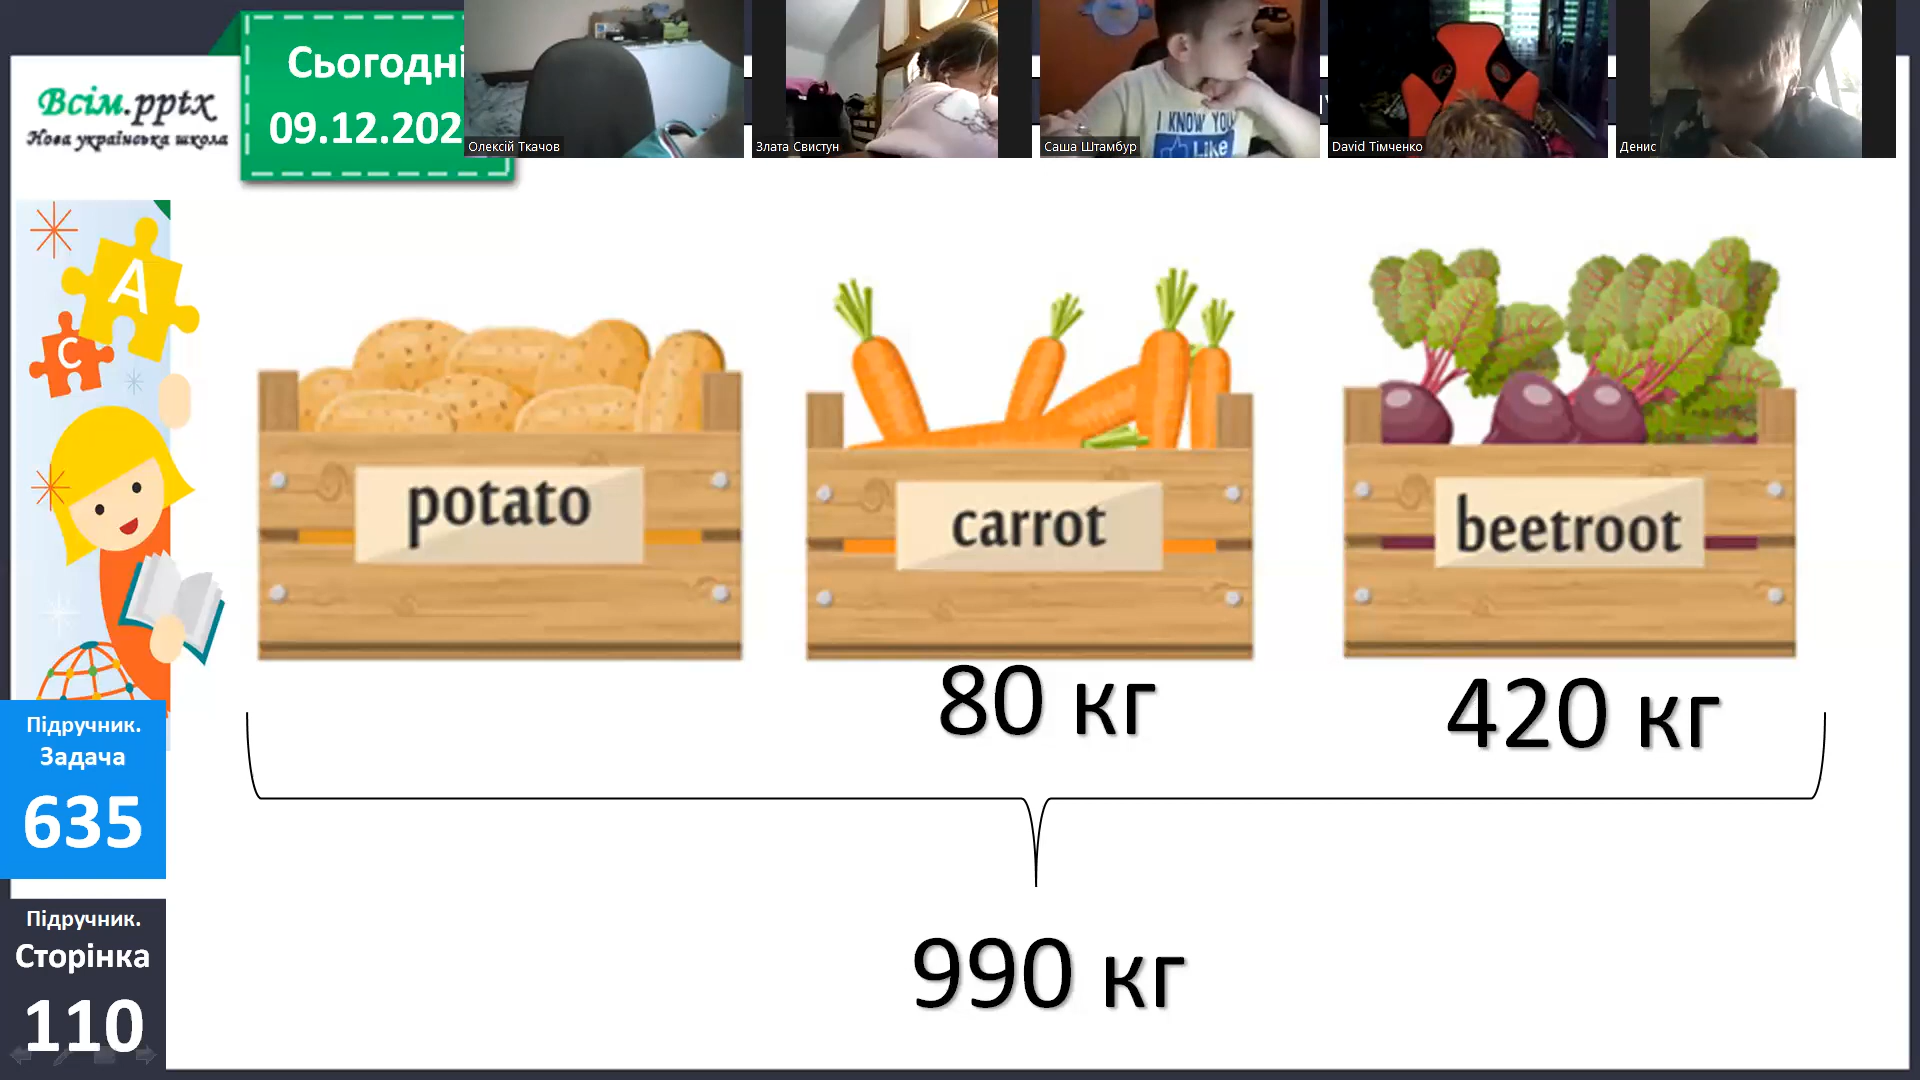 Сьогодні
09.12.202
Всім.pptx
Нова українська школа
Олексій Ткачов
Злата Свистун
Саша Штамбур
David Тімченко
Денис
I KNOW YOU
Like
А
С
potato
carrot
beetroot
80 кг
420 кг
990 кг
Підручник.
Задача
635
Підручник.
Сторінка
110